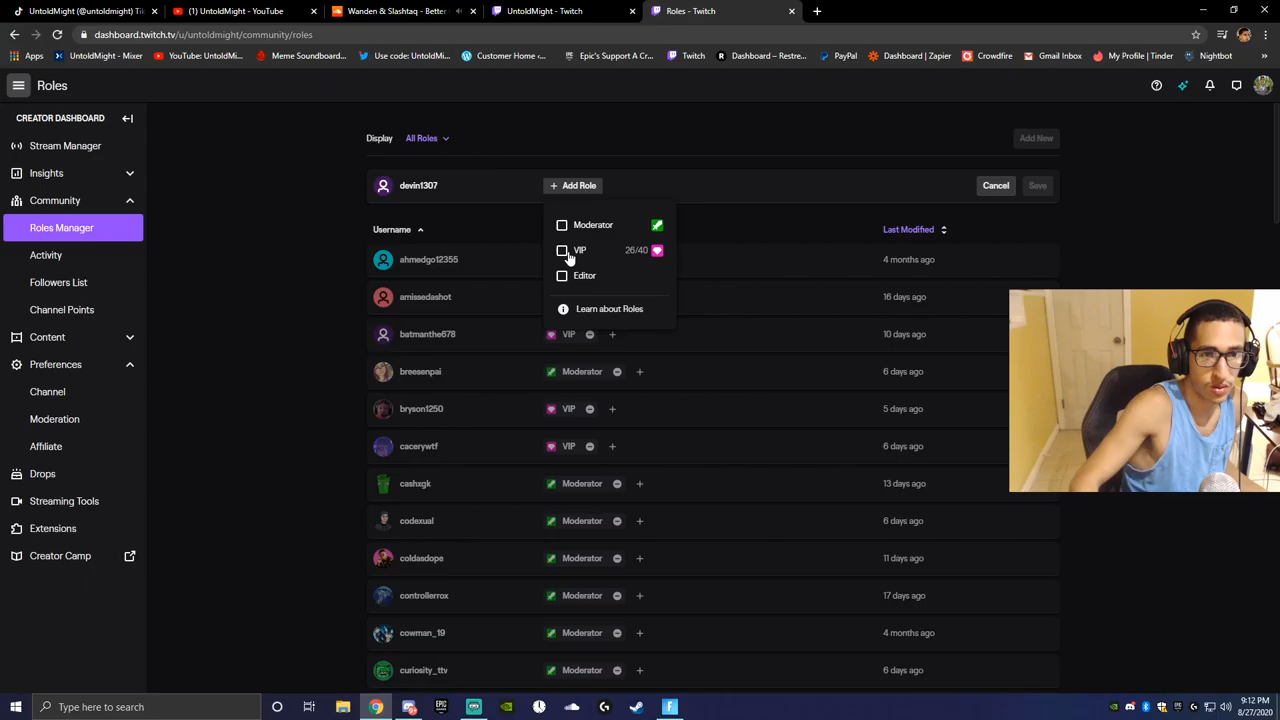 UntoldMight (@untoldmight) Ti
UntoldMight - YouTube
Wanden & Slashtaq - Better
UntoldMight - Twitch
Roles - Twitch
dashboard.twitch.tv/u/untoldmight/community/roles
Apps
UntoldMight - Mixer
YouTube: UntoldMig...
Meme Soundboard...
Use code: UntoldMi...
Customer Home -...
Epic's Support-A-Cr...
Twitch
Dashboard - Restre...
PayPal
Dashboard | Zapier
Crowdfire
Gmail Inbox
My Profile | Tinder
Nightbot
Roles
CREATOR DASHBOARD
Stream Manager
Insights
Community
Roles Manager
Activity
Followers List
Channel Points
Content
Preferences
Channel
Moderation
Affiliate
Drops
Streaming Tools
Extensions
Creator Camp
Display All Roles
Add New
devin1307
+ Add Role
Cancel
Save
Moderator
VIP 26/40
Editor
Learn about Roles
Username
Last Modified
ahmedgo12355 4 months ago
amissedashot 16 days ago
batmanthe678 VIP 10 days ago
breesenpai Moderator 6 days ago
bryson1250 VIP 5 days ago
cacerywtf VIP 6 days ago
cashxgk Moderator 13 days ago
codexual Moderator 6 days ago
coldasdope Moderator 11 days ago
controllerrox Moderator 17 days ago
cowman_19 Moderator 4 months ago
curiosity_ttv Moderator 6 days ago
Type here to search
EPIC GAMES
9:12 PM
8/27/2020